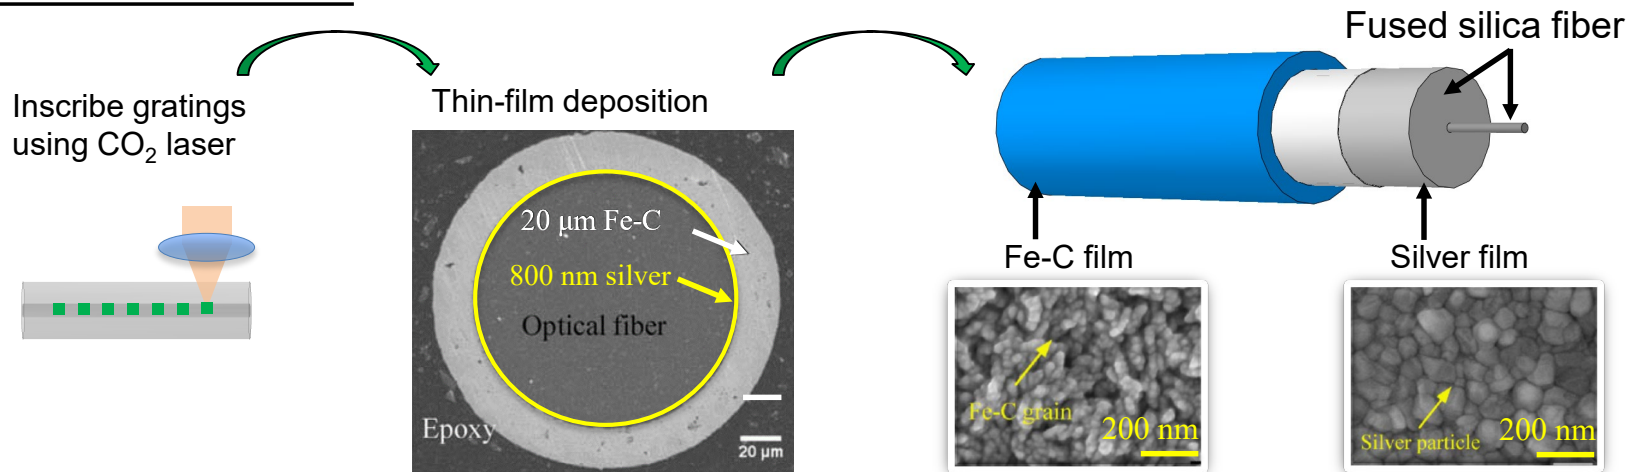 Inscribe gratings
using CO₂ laser
Thin-film deposition
20 μm Fe-C
800 nm silver
Optical fiber
Epoxy
20 μm
Fused silica fiber
Fe-C film
Silver film
Fe-C grain
200 nm
Silver particle
200 nm